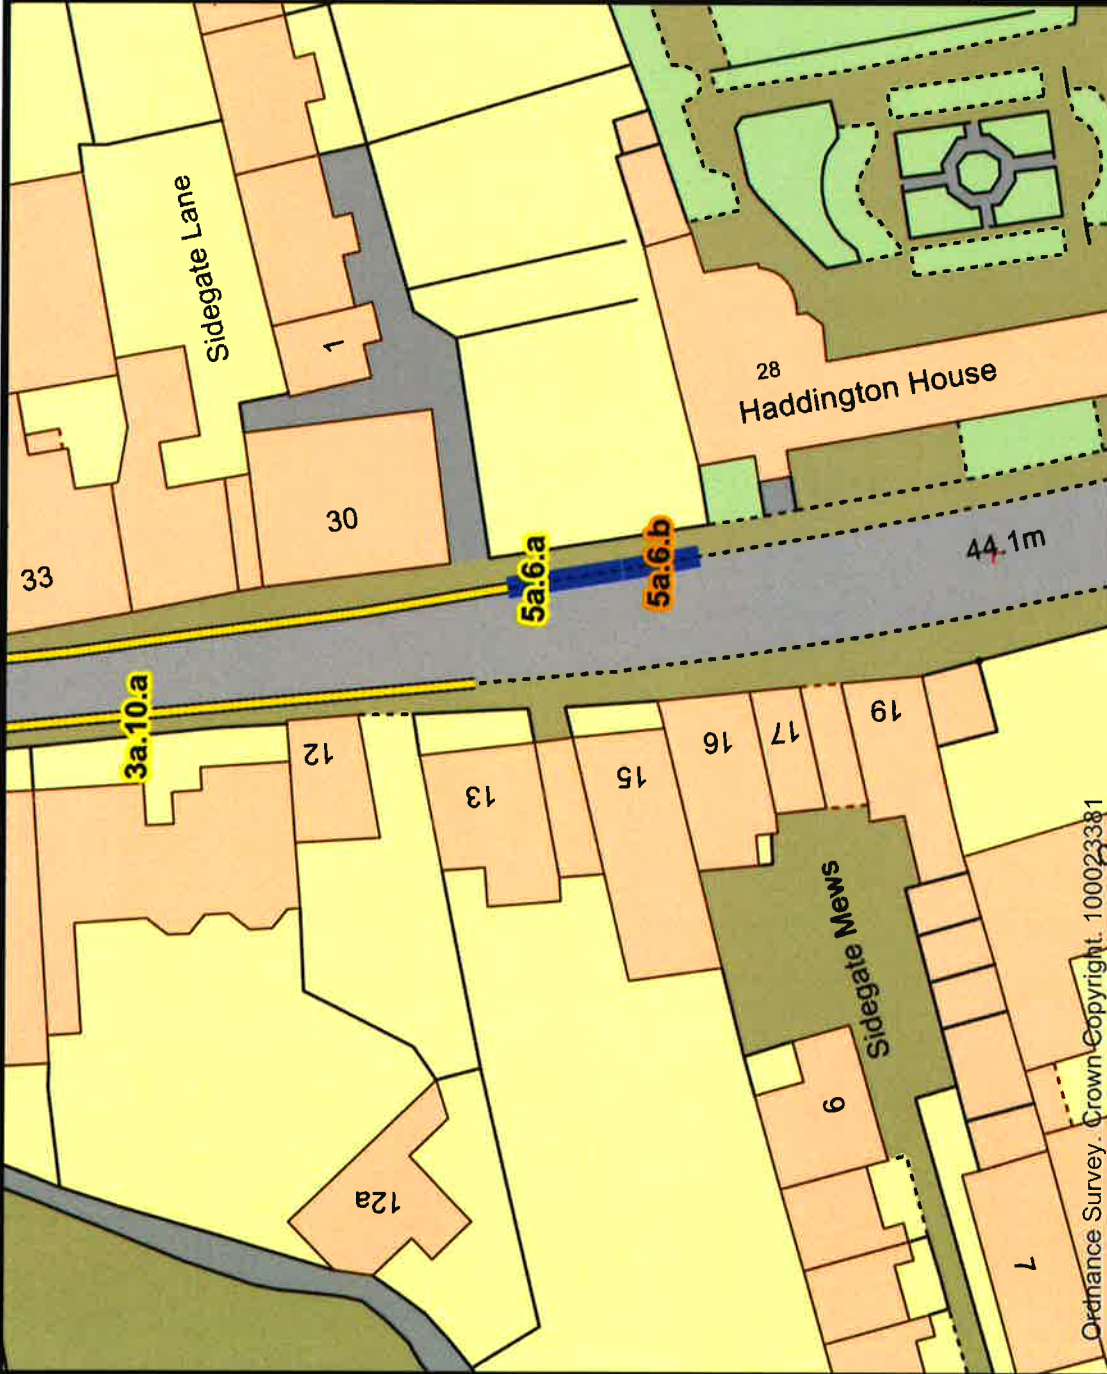 Sidegate Lane
1
33
30
28
Haddington House
5a.6.a
5a.6.b
44.1m
3a.10.a
12
13
15
16
17
19
Sidegate Mews
9
12a
7
Ordnance Survey. Crown Copyright. 100023381